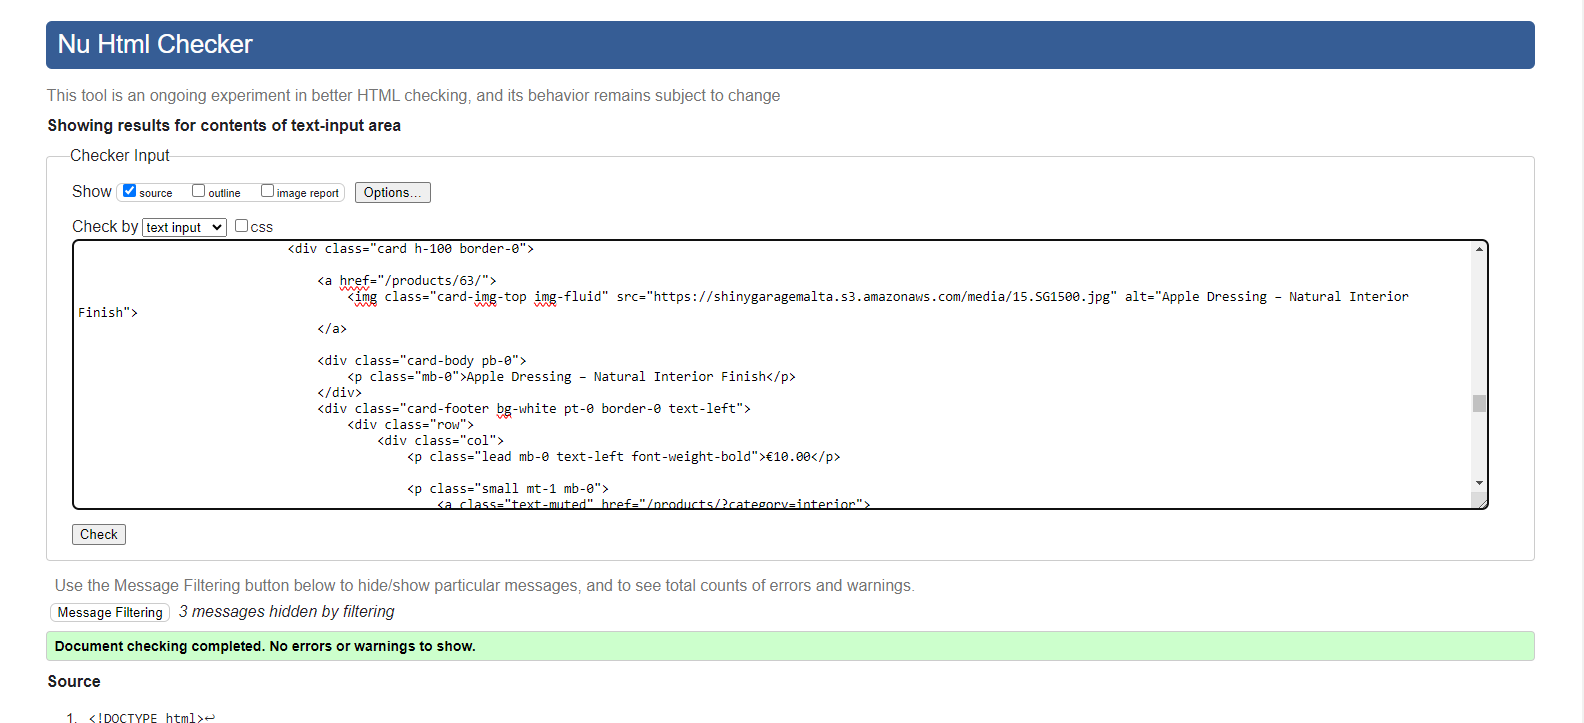 Nu Html Checker
This tool is an ongoing experiment in better HTML checking, and its behavior remains subject to change
Showing results for contents of text-input area
Checker Input
Show source outline image report Options...
Check by text input css
<div class="card h-100 border-0">
<a href="/products/63/">
<img class="card-img-top img-fluid" src="https://shinygaragemalta.s3.amazonaws.com/media/15.SG1500.jpg" alt="Apple Dressing – Natural Interior
Finish">
</a>
<div class="card-body pb-0">
<p class="mb-0">Apple Dressing – Natural Interior Finish</p>
</div>
<div class="card-footer bg-white pt-0 border-0 text-left">
<div class="row">
<div class="col">
<p class="lead mb-0 text-left font-weight-bold">€10.00</p>
<p class="small mt-1 mb-0">
<a class="text-muted" href="/products/?category=interior">
Check
Use the Message Filtering button below to hide/show particular messages, and to see total counts of errors and warnings.
Message Filtering 3 messages hidden by filtering
Document checking completed. No errors or warnings to show.
Source
1. <!DOCTYPE html>↩